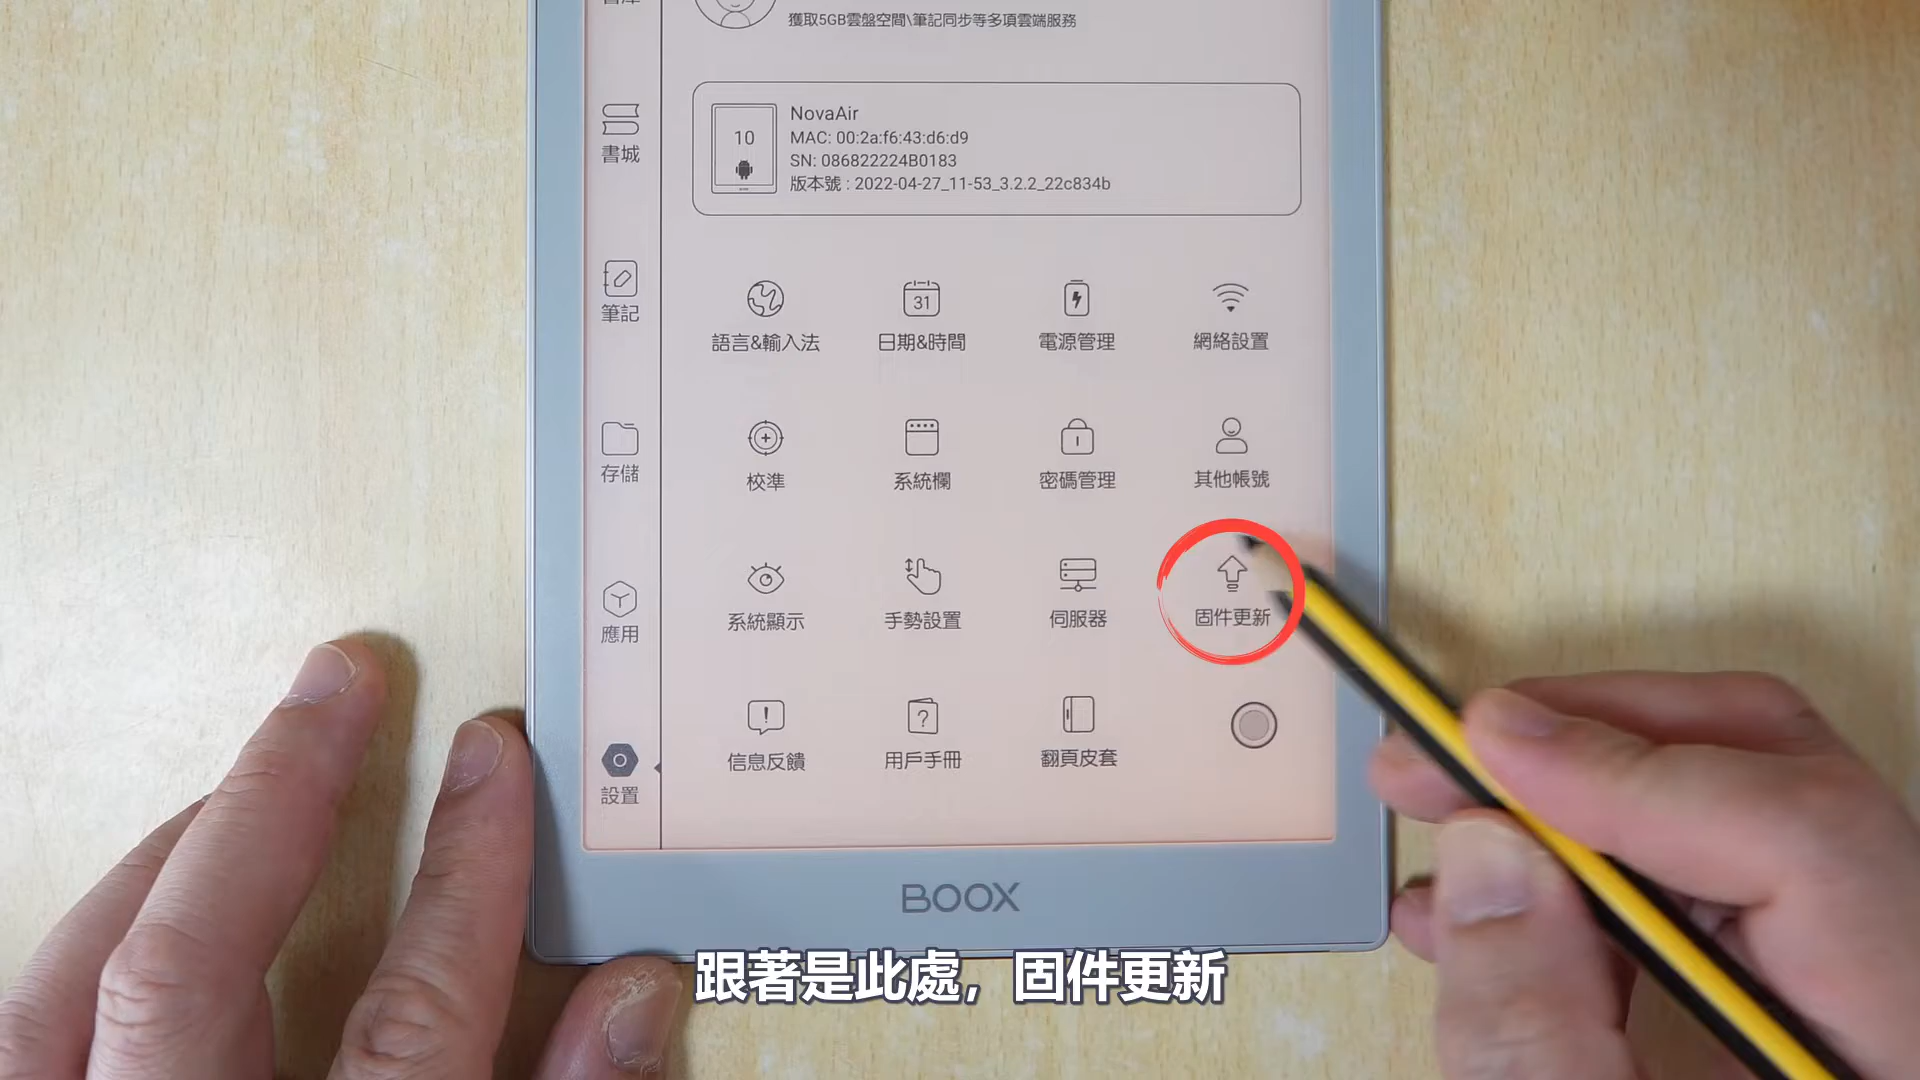 獲取5GB雲盤空間\筆記同步等多項雲端服務
10
NovaAir
MAC: 00:2a:f6:43:d6:d9
SN: 086822224B0183
版本號 : 2022-04-27_11-53_3.2.2_22c834b
書城
筆記
存儲
應用
設置
31
語言&輸入法
日期&時間
電源管理
網絡設置
校準
系統欄
密碼管理
其他帳號
系統顯示
手勢設置
伺服器
固件更新
信息反饋
用戶手冊
翻頁皮套
BOOX
跟著是此處，固件更新